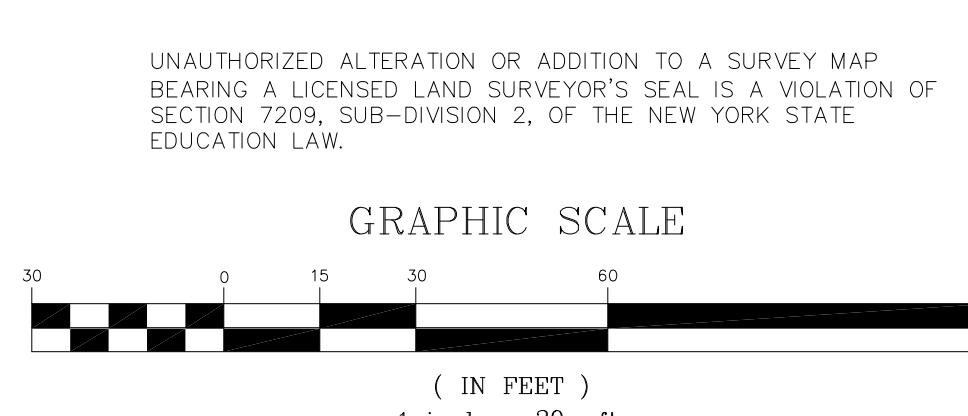 UNAUTHORIZED ALTERATION OR ADDITION TO A SURVEY MAP
BEARING A LICENSED LAND SURVEYOR'S SEAL IS A VIOLATION OF
SECTION 7209, SUB-DIVISION 2, OF THE NEW YORK STATE
EDUCATION LAW.
GRAPHIC SCALE
30 0 15 30 60
( IN FEET )